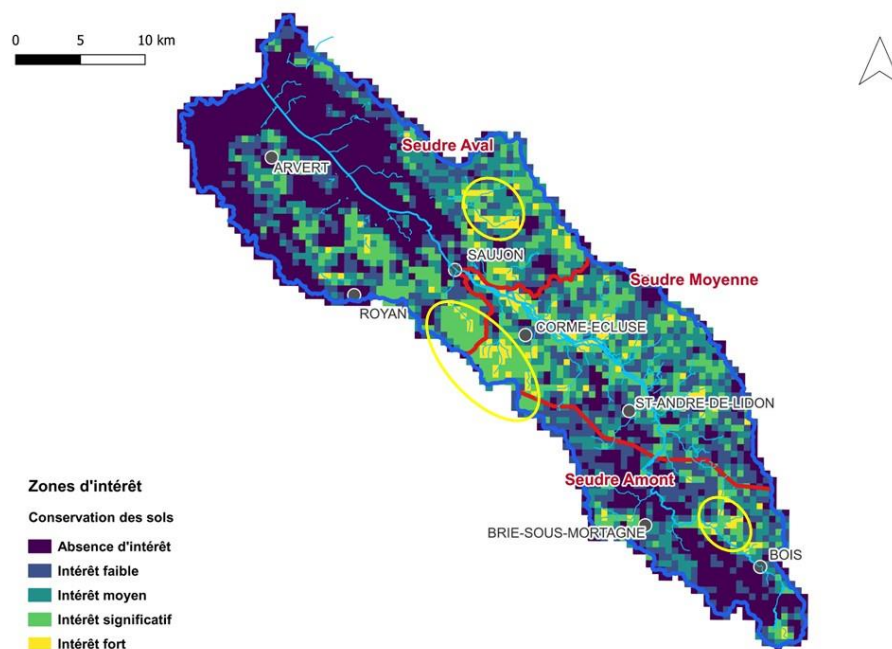 0 5 10 km
Seudre Aval
ARVERT
SAUJON
Seudre Moyenne
ROYAN
CORME-ECLUSE
ST-ANDRE-DE-LIDON
Seudre Amont
BRIE-SOUS-MORTAGNE
BOIS
Zones d'intérêt
Conservation des sols
Absence d'intérêt
Intérêt faible
Intérêt moyen
Intérêt significatif
Intérêt fort